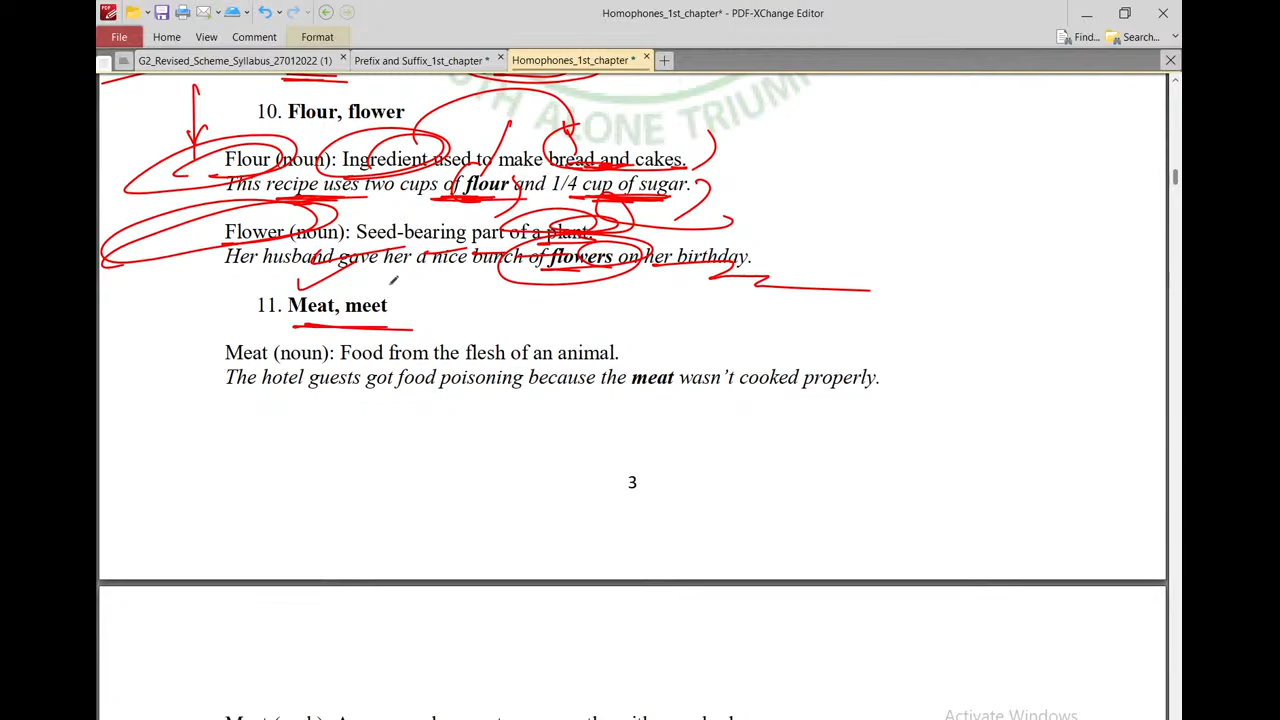 Homophones_1st_chapter* - PDF-XChange Editor
File Home View Comment Format Find... Search...
G2_Revised_Scheme_Syllabus_27012022 (1) Prefix and Suffix_1st_chapter * Homophones_1st_chapter *
ALONE TRIUM
10. Flour, flower
Flour (noun): Ingredient used to make bread and cakes.
This recipe uses two cups of flour and 1/4 cup of sugar.
Flower (noun): Seed-bearing part of a plant.
Her husband gave her a nice bunch of flowers on her birthday.
11. Meat, meet
Meat (noun): Food from the flesh of an animal.
The hotel guests got food poisoning because the meat wasn’t cooked properly.
3
Activate Windows